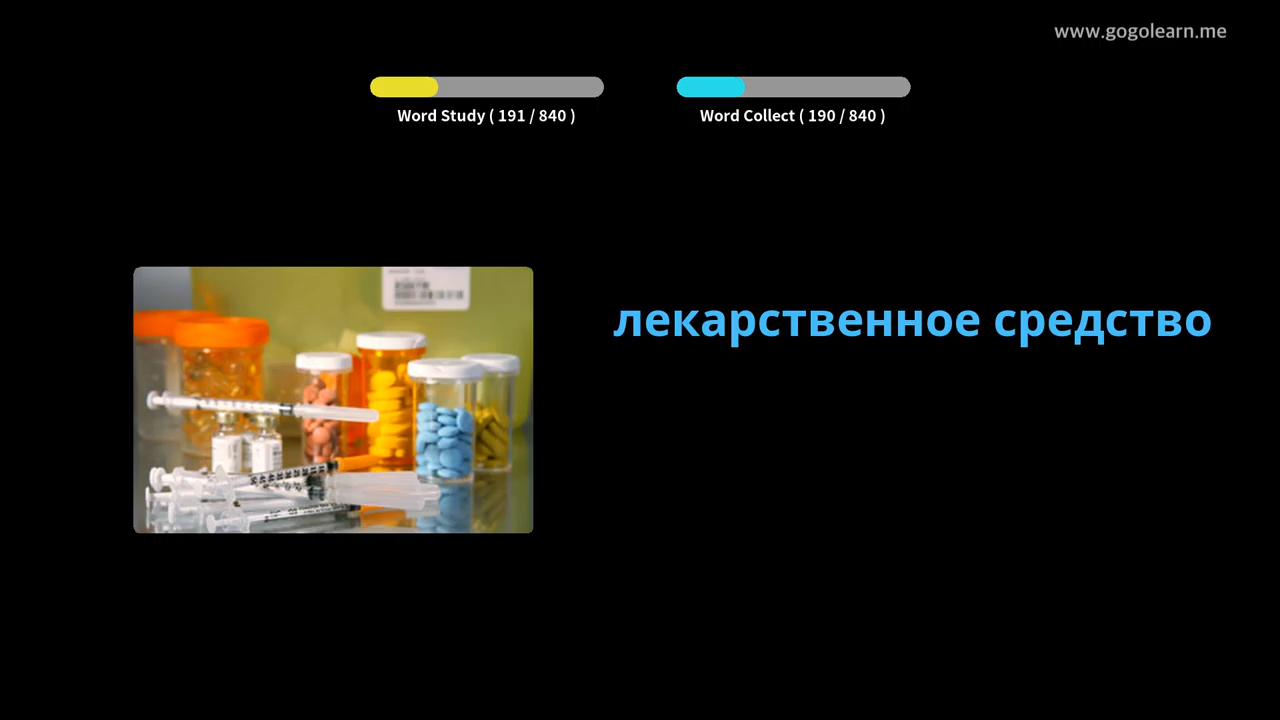 www.gogolearn.me
Word Study ( 191 / 840 )
Word Collect ( 190 / 840 )
лекарственное средство